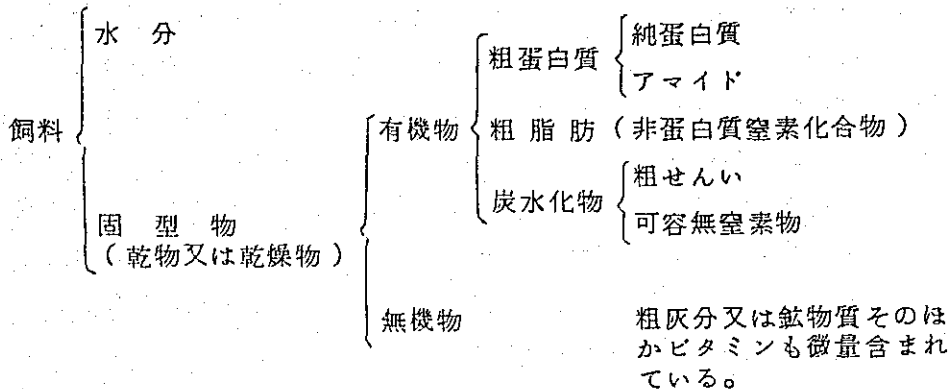 水 分
純蛋白質
粗蛋白質
アマイド
飼料
有機物
粗 脂 肪 ( 非蛋白質窒素化合物 )
粗せんい
炭水化物
固 型 物
可容無窒素物
( 乾物又は乾燥物 )
無機物
粗灰分又は鉱物質そのほ
かビタミンも微量含まれ
ている。